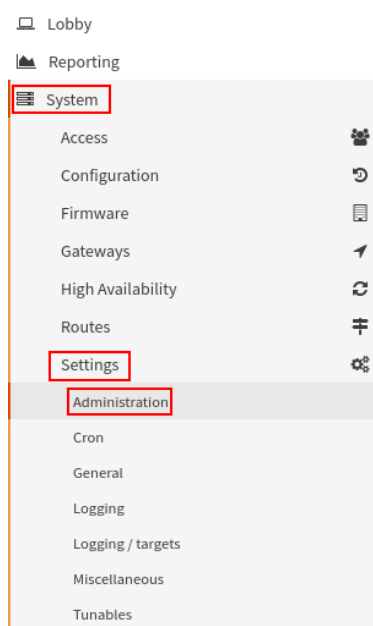 Lobby
Reporting
System
Access
Configuration
Firmware
Gateways
High Availability
Routes
Settings
Administration
Cron
General
Logging
Logging / targets
Miscellaneous
Tunables